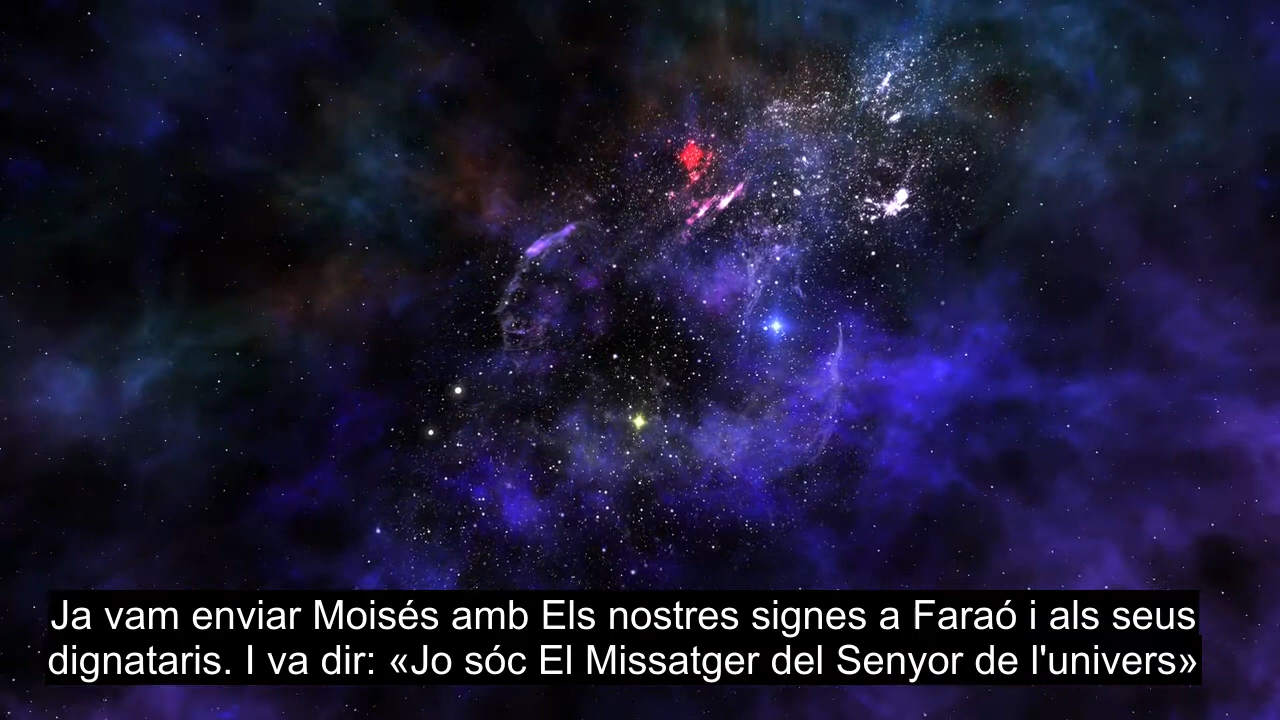 Ja vam enviar Moisés amb Els nostres signes a Faraó i als seus
dignataris. I va dir: «Jo sóc El Missatger del Senyor de l'univers»